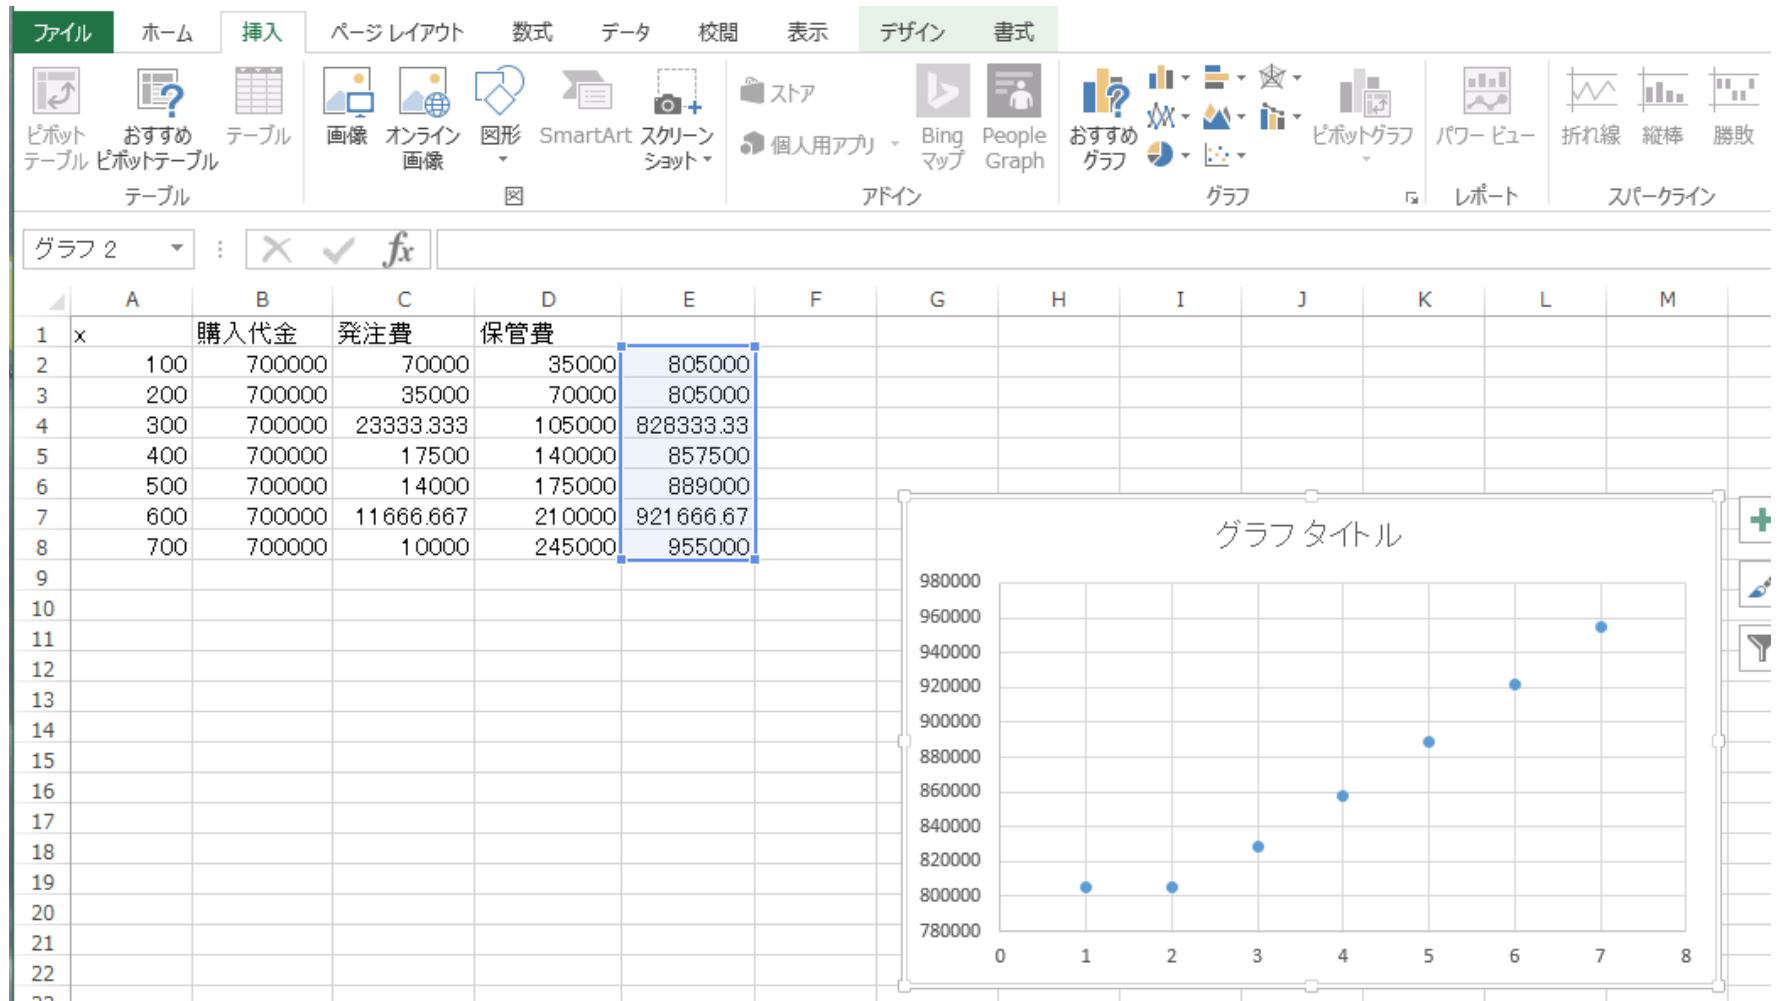 ファイル ホーム 挿入 ページ レイアウト 数式 データ 校閲 表示 デザイン 書式
ピボット
テーブル
おすすめ
ピボットテーブル
テーブル
テーブル
画像
オンライン
画像
図形
SmartArt
スクリーン
ショット
図
ストア
個人用アプリ
Bing
マップ
People
Graph
アドイン
おすすめ
グラフ
ピボットグラフ
グラフ
パワー ビュー
レポート
折れ線
縦棒
勝敗
スパークライン
グラフ 2
fx
A B C D E F G H I J K L M
1 x 購入代金 発注費 保管費
2 100 700000 70000 35000 805000
3 200 700000 35000 70000 805000
4 300 700000 23333.333 105000 828333.33
5 400 700000 17500 140000 857500
6 500 700000 14000 175000 889000
7 600 700000 11666.667 210000 921666.67
8 700 700000 10000 245000 955000
9
10
11
12
13
14
15
16
17
18
19
20
21
22
グラフ タイトル
980000
960000
940000
920000
900000
880000
860000
840000
820000
800000
780000
0 1 2 3 4 5 6 7 8